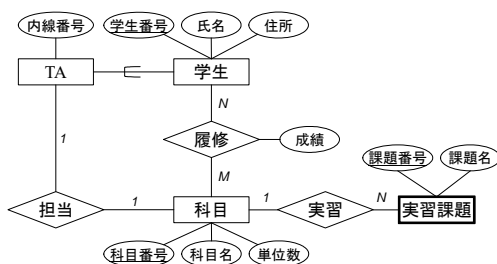 内線番号
学生番号
氏名
住所
TA
学生
N
履修
成績
1
M
課題番号
課題名
担当
1
科目
1
実習
N
実習課題
科目番号
科目名
単位数